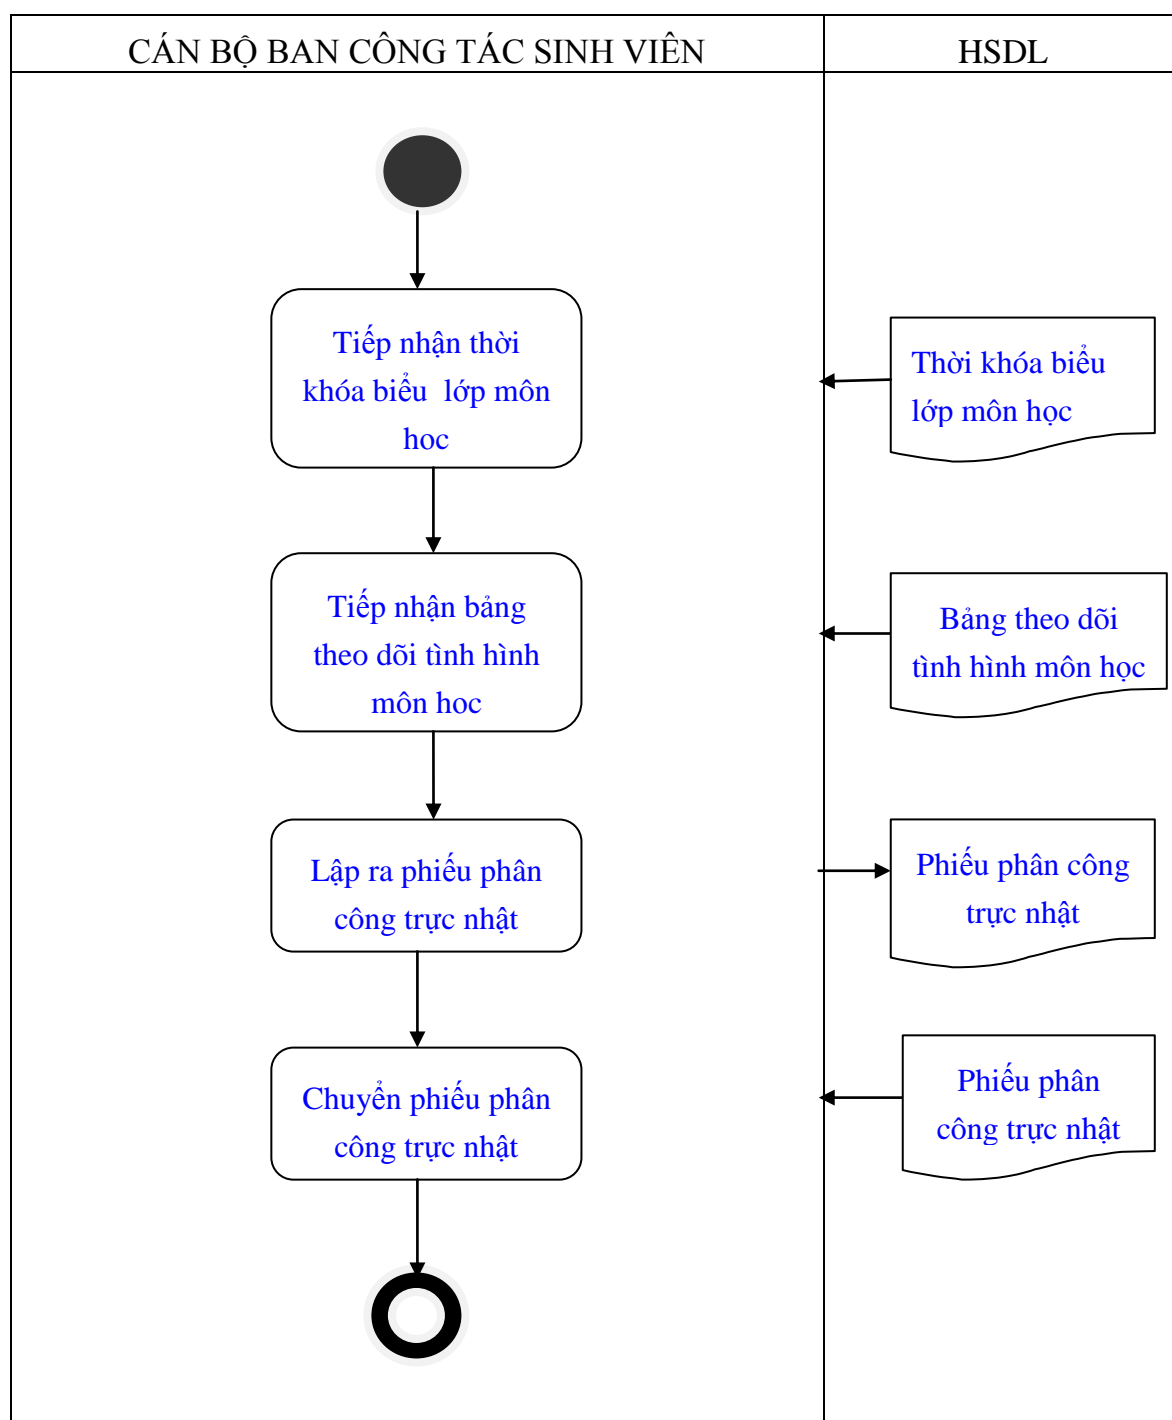 CÁN BỘ BAN CÔNG TÁC SINH VIÊN
HSDL
Tiếp nhận thời
khóa biểu lớp môn
hoc
Thời khóa biểu
lớp môn học
Tiếp nhận bảng
theo dõi tình hình
môn hoc
Bảng theo dõi
tình hình môn học
Lập ra phiếu phân
công trực nhật
Phiếu phân công
trực nhật
Chuyển phiếu phân
công trực nhật
Phiếu phân
công trực nhật